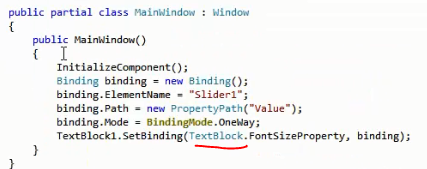 public partial class MainWindow : Window
{
public MainWindow()
{
InitializeComponent();
Binding binding = new Binding();
binding.ElementName = "Slider1";
binding.Path = new PropertyPath("Value");
binding.Mode = BindingMode.OneWay;
TextBlock1.SetBinding(TextBlock.FontSizeProperty, binding);
}
}